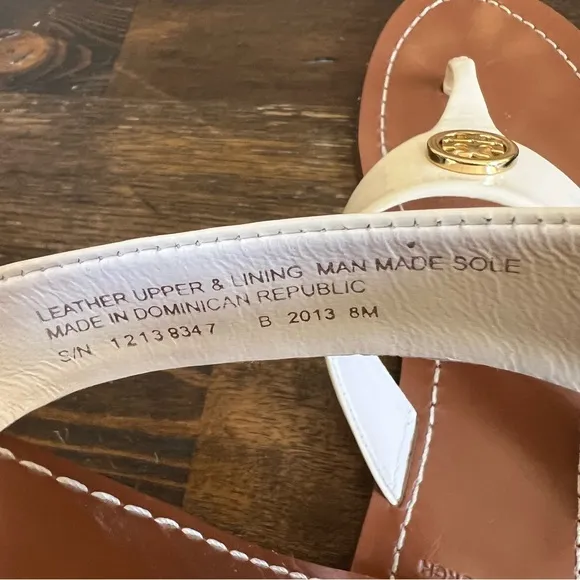 LEATHER UPPER & LINING MAN MADE SOLE
MADE IN DOMINICAN REPUBLIC
S/N 12138347 B 2013 8M